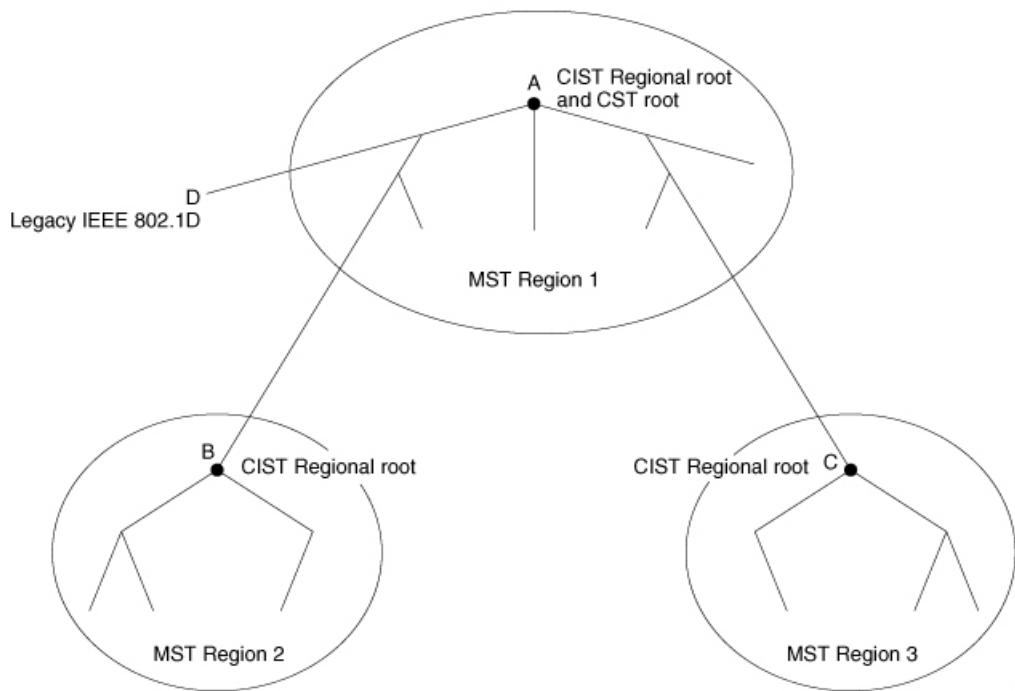 A
CIST Regional root
and CST root
D
Legacy IEEE 802.1D
MST Region 1
B
CIST Regional root
CIST Regional root
C
MST Region 2
MST Region 3